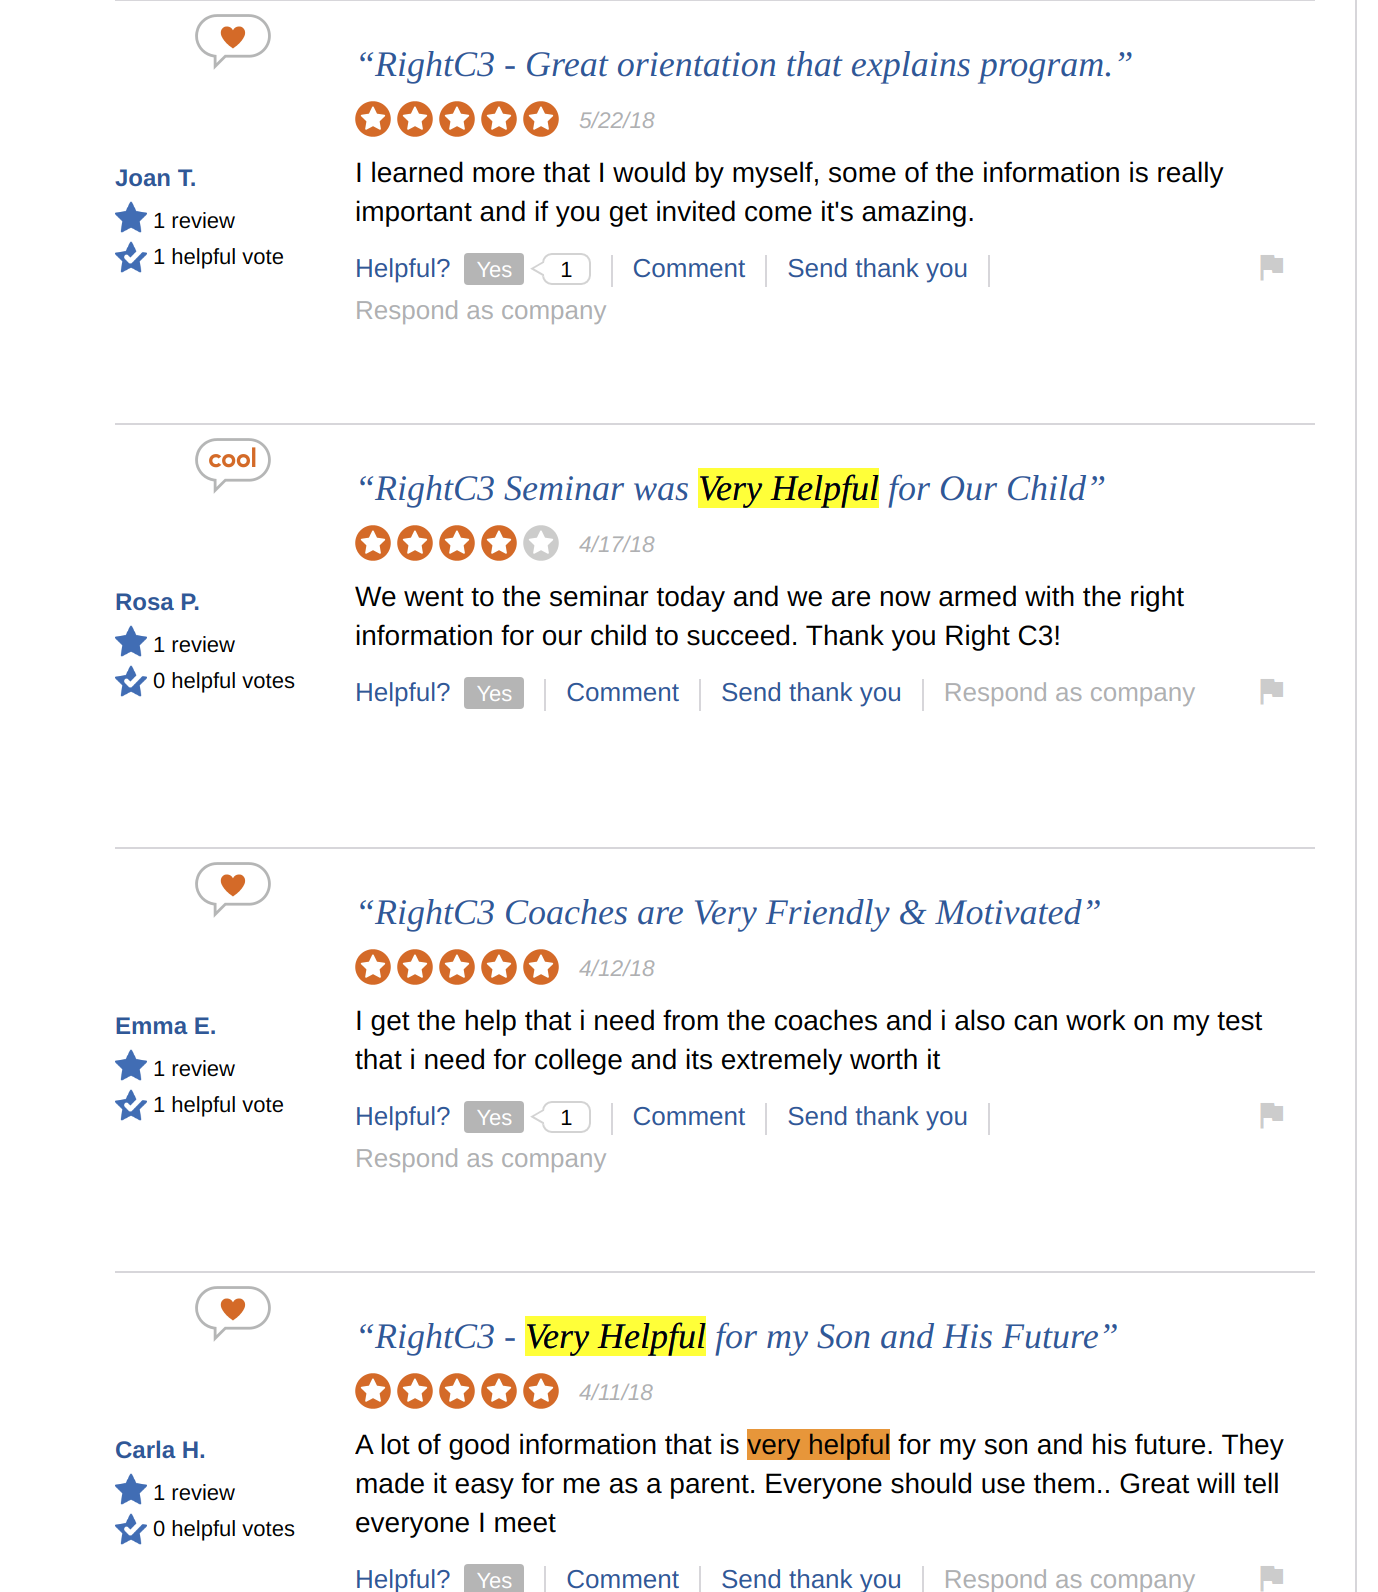 “RightC3 - Great orientation that explains program.”
5/22/18
Joan T.
1 review
1 helpful vote
I learned more that I would by myself, some of the information is really
important and if you get invited come it's amazing.
Helpful? Yes 1 Comment Send thank you
Respond as company
cool
“RightC3 Seminar was Very Helpful for Our Child”
4/17/18
Rosa P.
1 review
0 helpful votes
We went to the seminar today and we are now armed with the right
information for our child to succeed. Thank you Right C3!
Helpful? Yes Comment Send thank you Respond as company
“RightC3 Coaches are Very Friendly & Motivated”
4/12/18
Emma E.
1 review
1 helpful vote
I get the help that i need from the coaches and i also can work on my test
that i need for college and its extremely worth it
Helpful? Yes 1 Comment Send thank you
Respond as company
“RightC3 - Very Helpful for my Son and His Future”
4/11/18
Carla H.
1 review
0 helpful votes
A lot of good information that is very helpful for my son and his future. They
made it easy for me as a parent. Everyone should use them.. Great will tell
everyone I meet
Helpful? Yes Comment Send thank you Respond as company